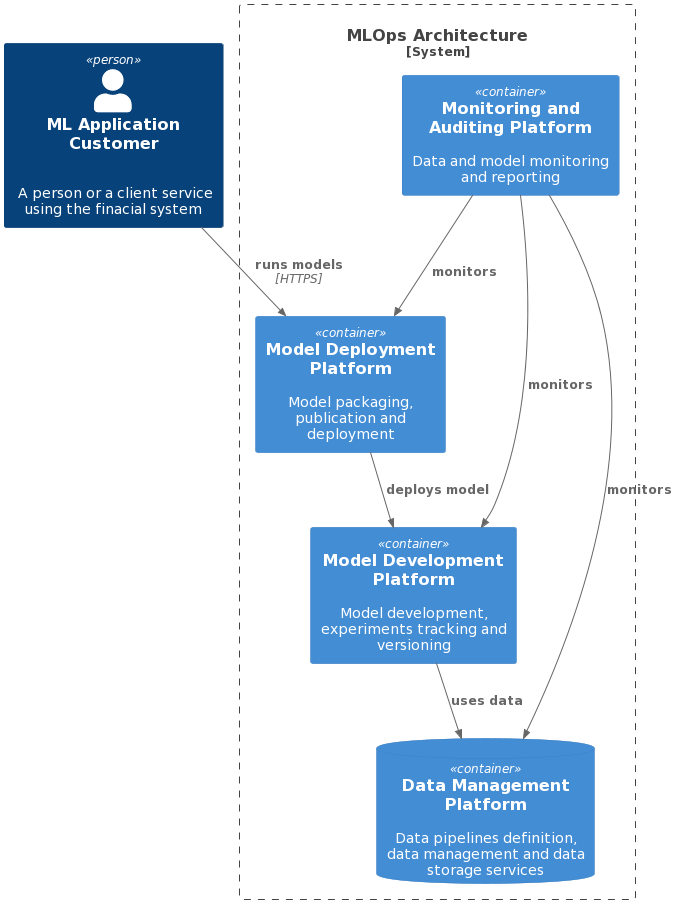 MLOps Architecture
[System]
«person»
ML Application
Customer
A person or a client service
using the finacial system
«container»
Monitoring and
Auditing Platform
Data and model monitoring
and reporting
runs models
[HTTPS]
monitors
«container»
Model Deployment
Platform
Model packaging,
publication and
deployment
monitors
deploys model
monitors
«container»
Model Development
Platform
Model development,
experiments tracking and
versioning
uses data
«container»
Data Management
Platform
Data pipelines definition,
data management and data
storage services